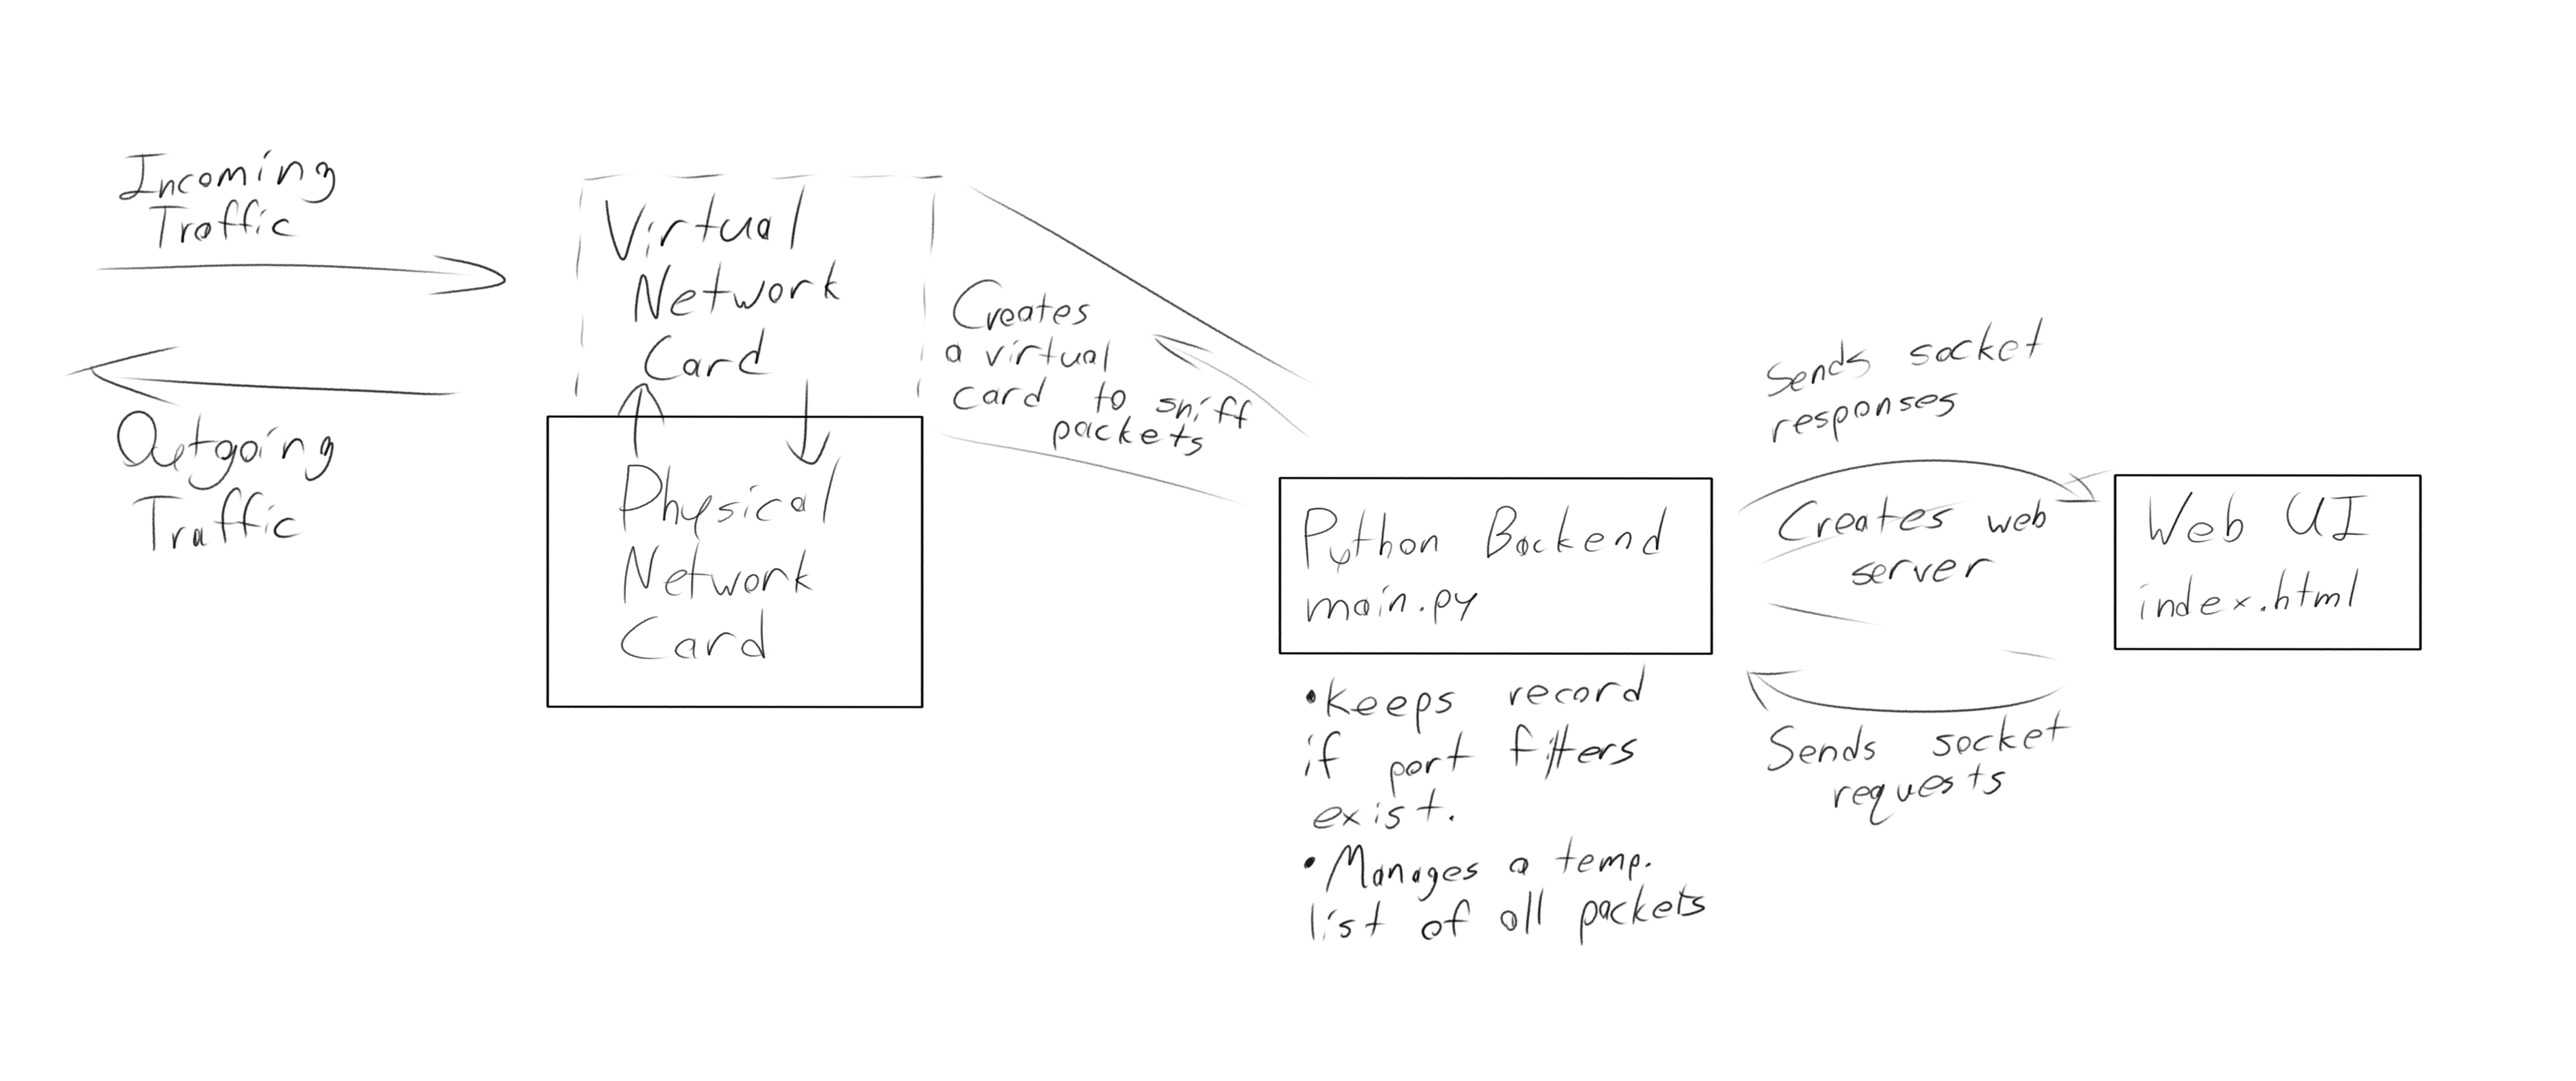 Incoming
Traffic
Outgoing
Traffic
Virtual
Network
Card
Physical
Network
Card
Creates
a virtual
card to sniff
packets
Python Backend
main.py
•Keeps record
if port filters
exist.
•Manages a temp.
list of all packets
Sends socket
responses
Creates web
server
Sends socket
requests
Web UI
index.html